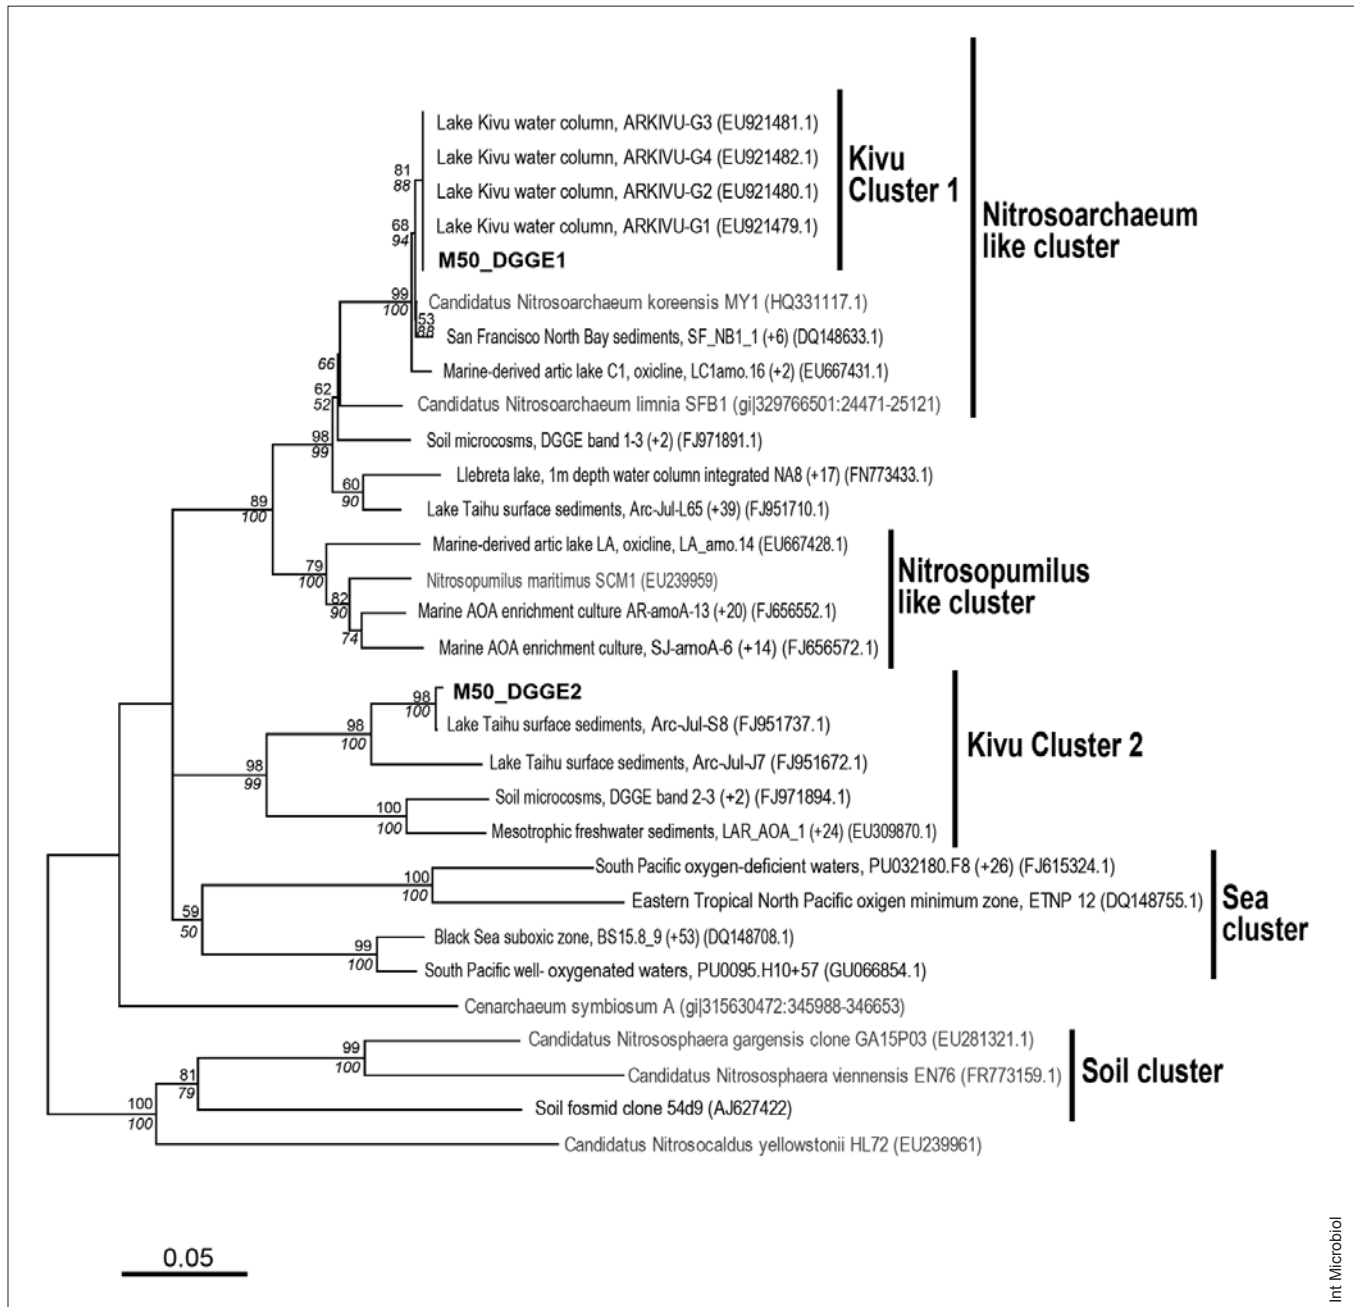 Lake Kivu water column, ARKIVU-G3 (EU921481.1)
Lake Kivu water column, ARKIVU-G4 (EU921482.1)
Lake Kivu water column, ARKIVU-G2 (EU921480.1)
Lake Kivu water column, ARKIVU-G1 (EU921479.1)
M50_DGGE1
Kivu
Cluster 1
Candidatus Nitrosoarchaeum koreensis MY1 (HQ331117.1)
San Francisco North Bay sediments, SF_NB1_1 (+6) (DQ148633.1)
Marine-derived artic lake C1, oxicline, LC1amo.16 (+2) (EU667431.1)
Candidatus Nitrosoarchaeum limnia SFB1 (gi|329766501:24471-25121)
Nitrosoarchaeum
like cluster
Soil microcosms, DGGE band 1-3 (+2) (FJ971891.1)
Llebreta lake, 1m depth water column integrated NA8 (+17) (FN773433.1)
Lake Taihu surface sediments, Arc-Jul-L65 (+39) (FJ951710.1)
Marine-derived artic lake LA, oxicline, LA_amo.14 (EU667428.1)
Nitrosopumilus maritimus SCM1 (EU239959)
Marine AOA enrichment culture AR-amoA-13 (+20) (FJ656552.1)
Marine AOA enrichment culture, SJ-amoA-6 (+14) (FJ656572.1)
Nitrosopumilus
like cluster
M50_DGGE2
Lake Taihu surface sediments, Arc-Jul-S8 (FJ951737.1)
Lake Taihu surface sediments, Arc-Jul-J7 (FJ951672.1)
Soil microcosms, DGGE band 2-3 (+2) (FJ971894.1)
Mesotrophic freshwater sediments, LAR_AOA_1 (+24) (EU309870.1)
Kivu Cluster 2
South Pacific oxygen-deficient waters, PU032180.F8 (+26) (FJ615324.1)
Eastern Tropical North Pacific oxigen minimum zone, ETNP 12 (DQ148755.1)
Black Sea suboxic zone, BS15.8_9 (+53) (DQ148708.1)
South Pacific well- oxygenated waters, PU0095.H10+57 (GU066854.1)
Sea
cluster
Cenarchaeum symbiosum A (gi|315630472:345988-346653)
Candidatus Nitrososphaera gargensis clone GA15P03 (EU281321.1)
Candidatus Nitrososphaera viennensis EN76 (FR773159.1)
Soil fosmid clone 54d9 (AJ627422)
Soil cluster
Candidatus Nitrosocaldus yellowstonii HL72 (EU239961)
81
88
68
94
99
100
53
66
62
52
98
99
60
90
89
100
79
100
82
90
74
98
100
98
100
98
99
100
100
100
100
59
50
99
100
99
100
81
79
100
100
0.05
Int Microbiol